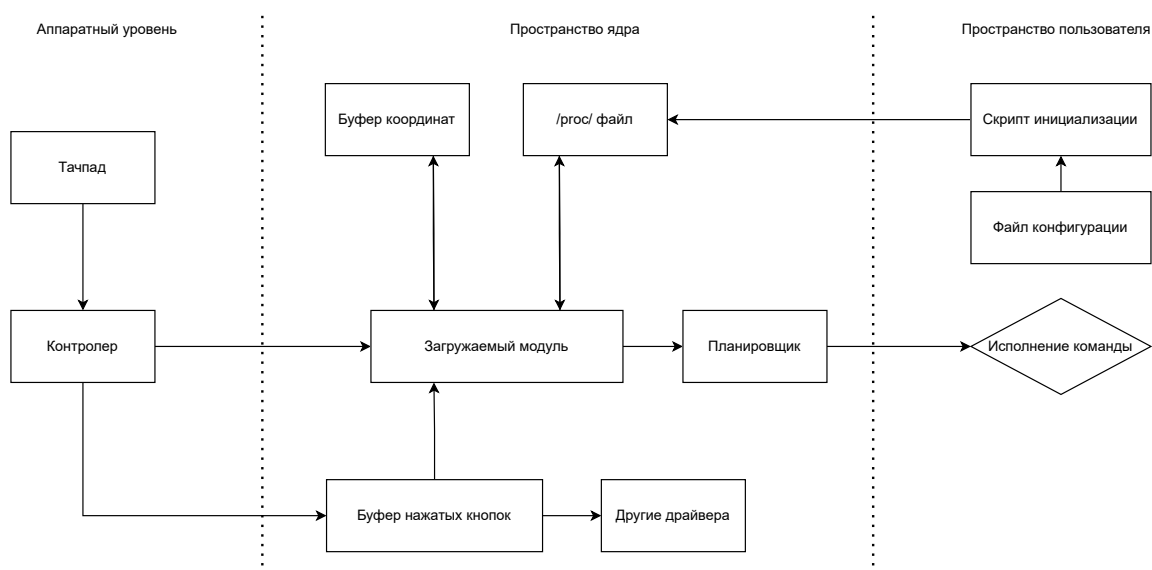 Аппаратный уровень
Пространство ядра
Пространство пользователя
Буфер координат
/proc/ файл
Скрипт инициализации
Тачпад
Файл конфигурации
Контролер
Загружаемый модуль
Планировщик
Исполнение команды
Буфер нажатых кнопок
Другие драйвера